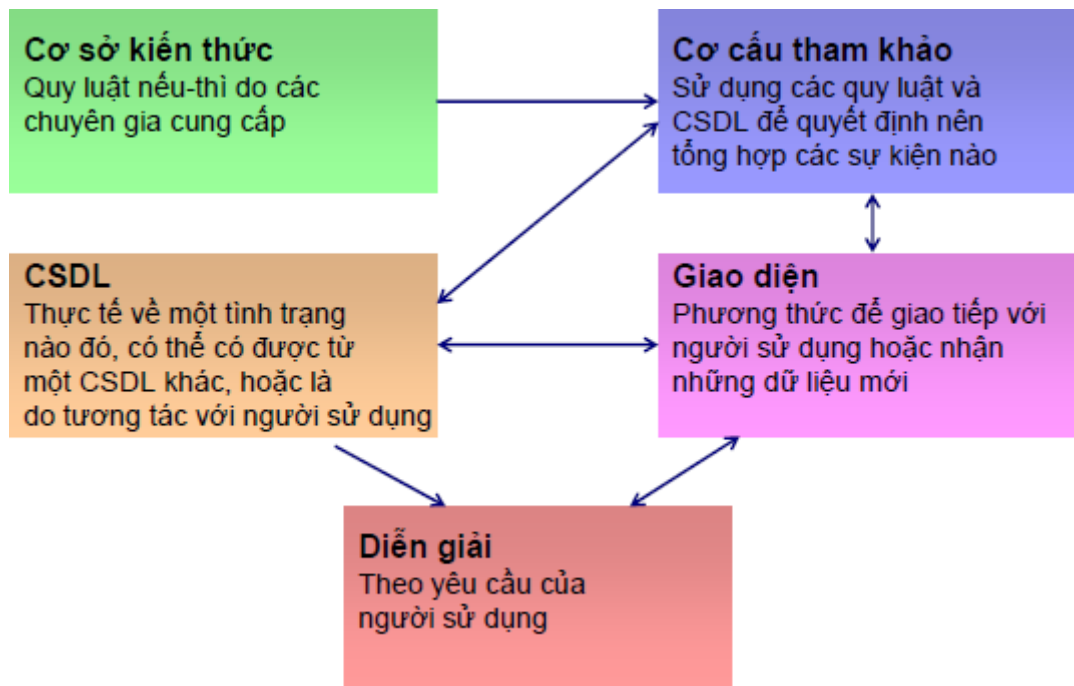 Cơ sở kiến thức
Quy luật nếu-thì do các
chuyên gia cung cấp
Cơ cấu tham khảo
Sử dụng các quy luật và
CSDL để quyết định nên
tổng hợp các sự kiện nào
CSDL
Thực tế về một tình trạng
nào đó, có thể có được từ
một CSDL khác, hoặc là
do tương tác với người sử dụng
Giao diện
Phương thức để giao tiếp với
người sử dụng hoặc nhận
những dữ liệu mới
Diễn giải
Theo yêu cầu của
người sử dụng